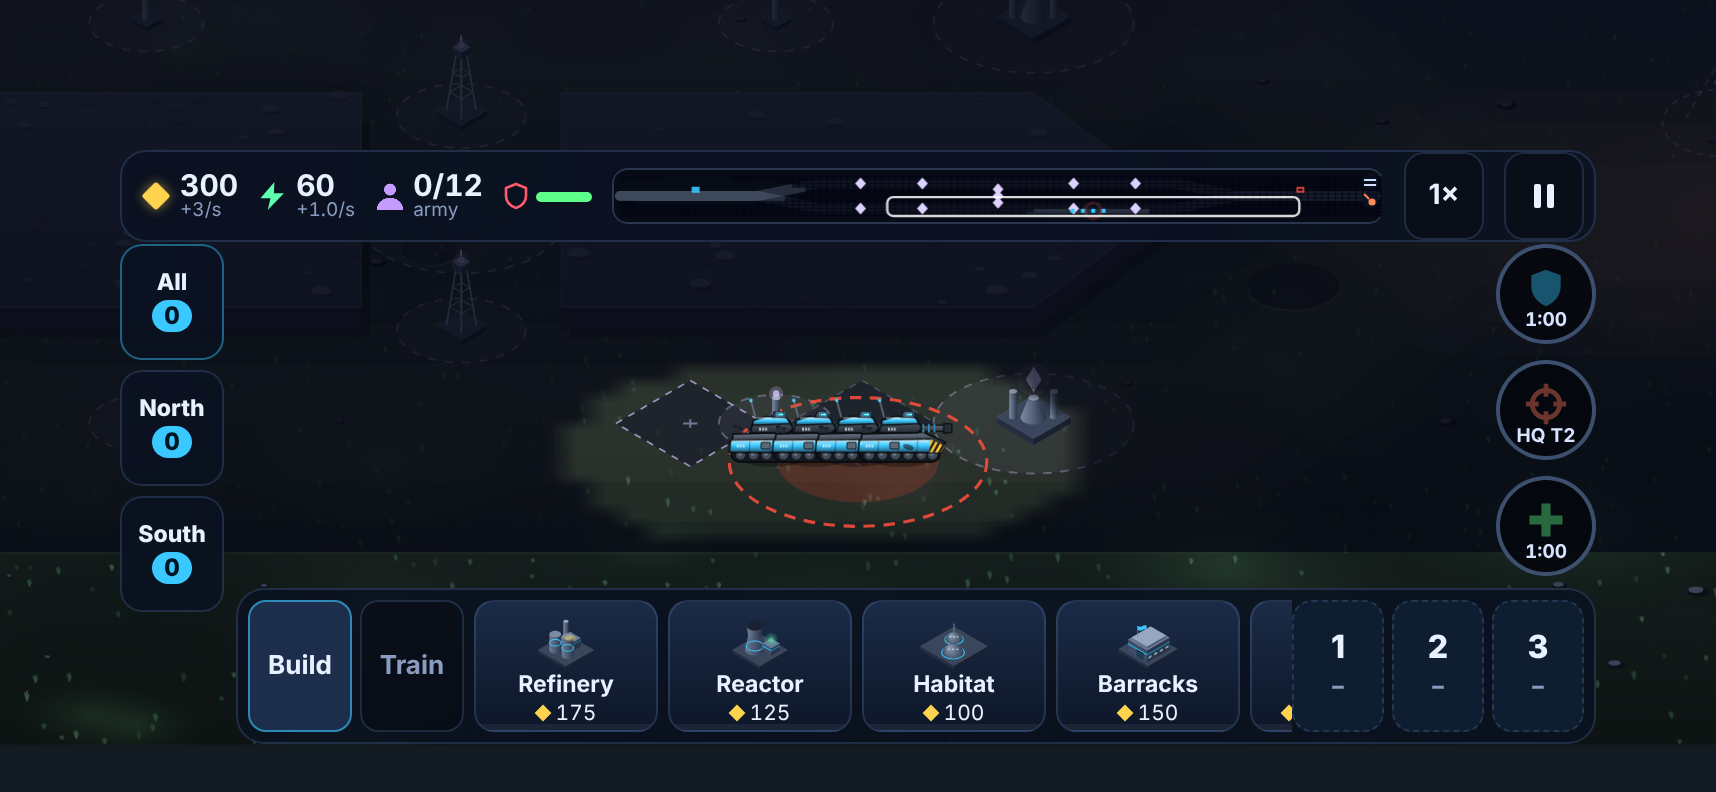 300
+3/s
60
+1.0/s
0/12
army
1×
All
0
North
0
South
0
1:00
HQ T2
1:00
Build
Train
Refinery
175
Reactor
125
Habitat
100
Barracks
150
1
-
2
-
3
-